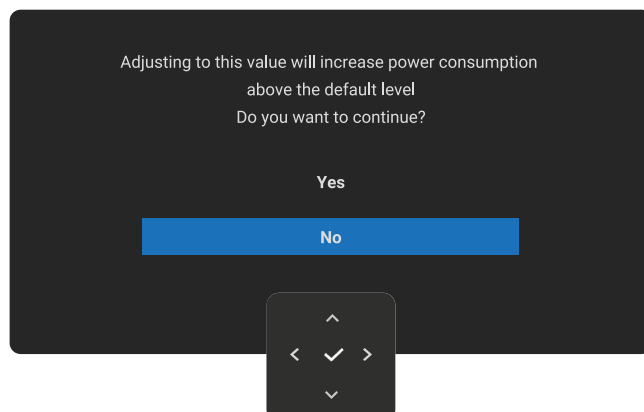 Adjusting to this value will increase power consumption
above the default level
Do you want to continue?
Yes
No